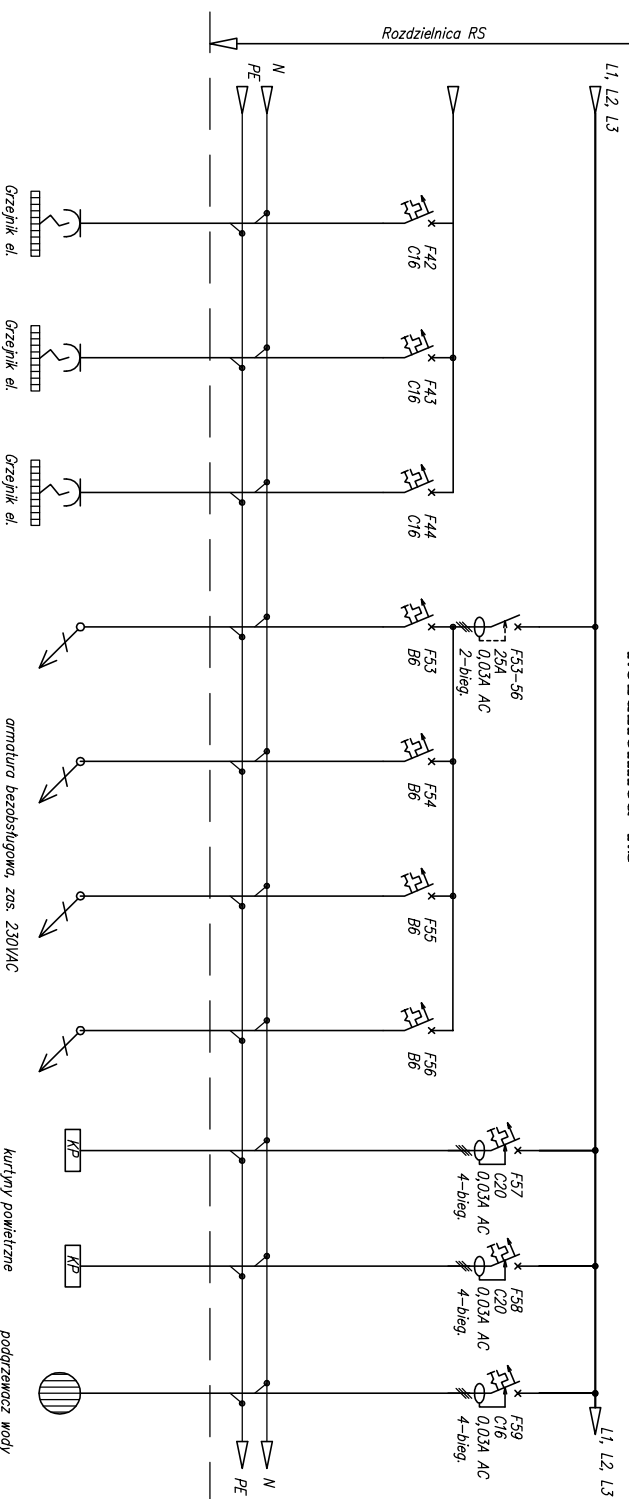 Rozdzielnica RS
L1, L2, L3
N
PE
F42
C16
F43
C16
F44
C16
F53-56
25A
0,03A AC
2-bieg.
F53
B6
F54
B6
F55
B6
F56
B6
F57
C20
0,03A AC
4-bieg.
F58
C20
0,03A AC
4-bieg.
F59
C16
0,03A AC
4-bieg.
L1, L2, L3
N
PE
Grzejnik el.
Grzejnik el.
Grzejnik el.
armatura bezobsługowa, zas. 230VAC
KP
KP
kurtyny powietrzne
podgrzewacz wody